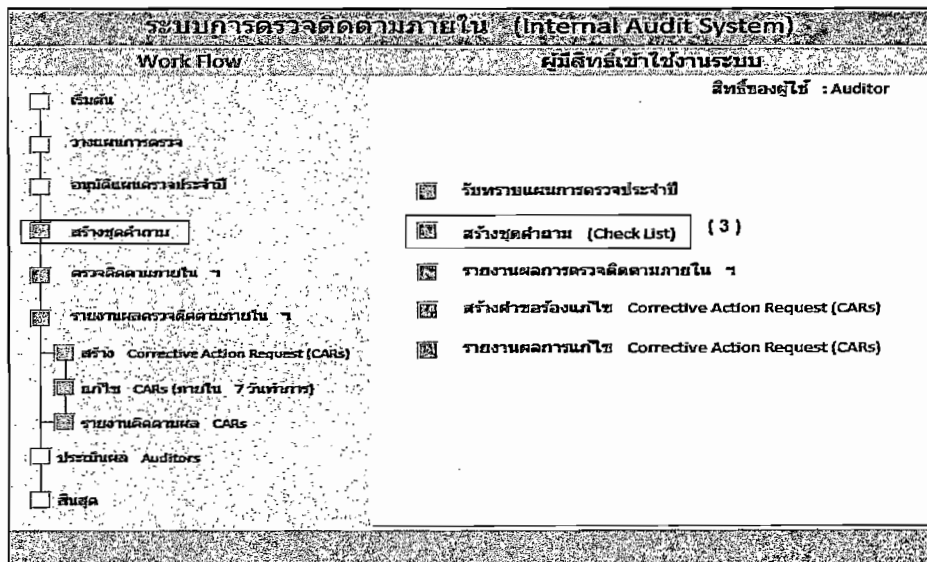 ระบบการตรวจติดตามภายใน (Internal Audit System)
Work Flow
ผู้มีสิทธิ์เข้าใช้งานระบบ
สิทธิ์ของผู้ใช้ : Auditor
เริ่มต้น
วางแผนการตรวจ
อนุมัติแผนตรวจประจำปี
สร้างชุดคำถาม
ตรวจติดตามภายใน ฯ
รายงานผลตรวจติดตามภายใน ฯ
สร้าง Corrective Action Request (CARs)
แก้ไข CARs (ภายใน 7 วันทำการ)
รายงานติดตามผล CARs
ประเมินผล Auditors
สิ้นสุด
รับทราบแผนการตรวจประจำปี
สร้างชุดคำถาม (Check List) (3)
รายงานผลการตรวจติดตามภายใน ฯ
สร้างคำขอร้องแก้ไข Corrective Action Request (CARs)
รายงานผลการแก้ไข Corrective Action Request (CARs)